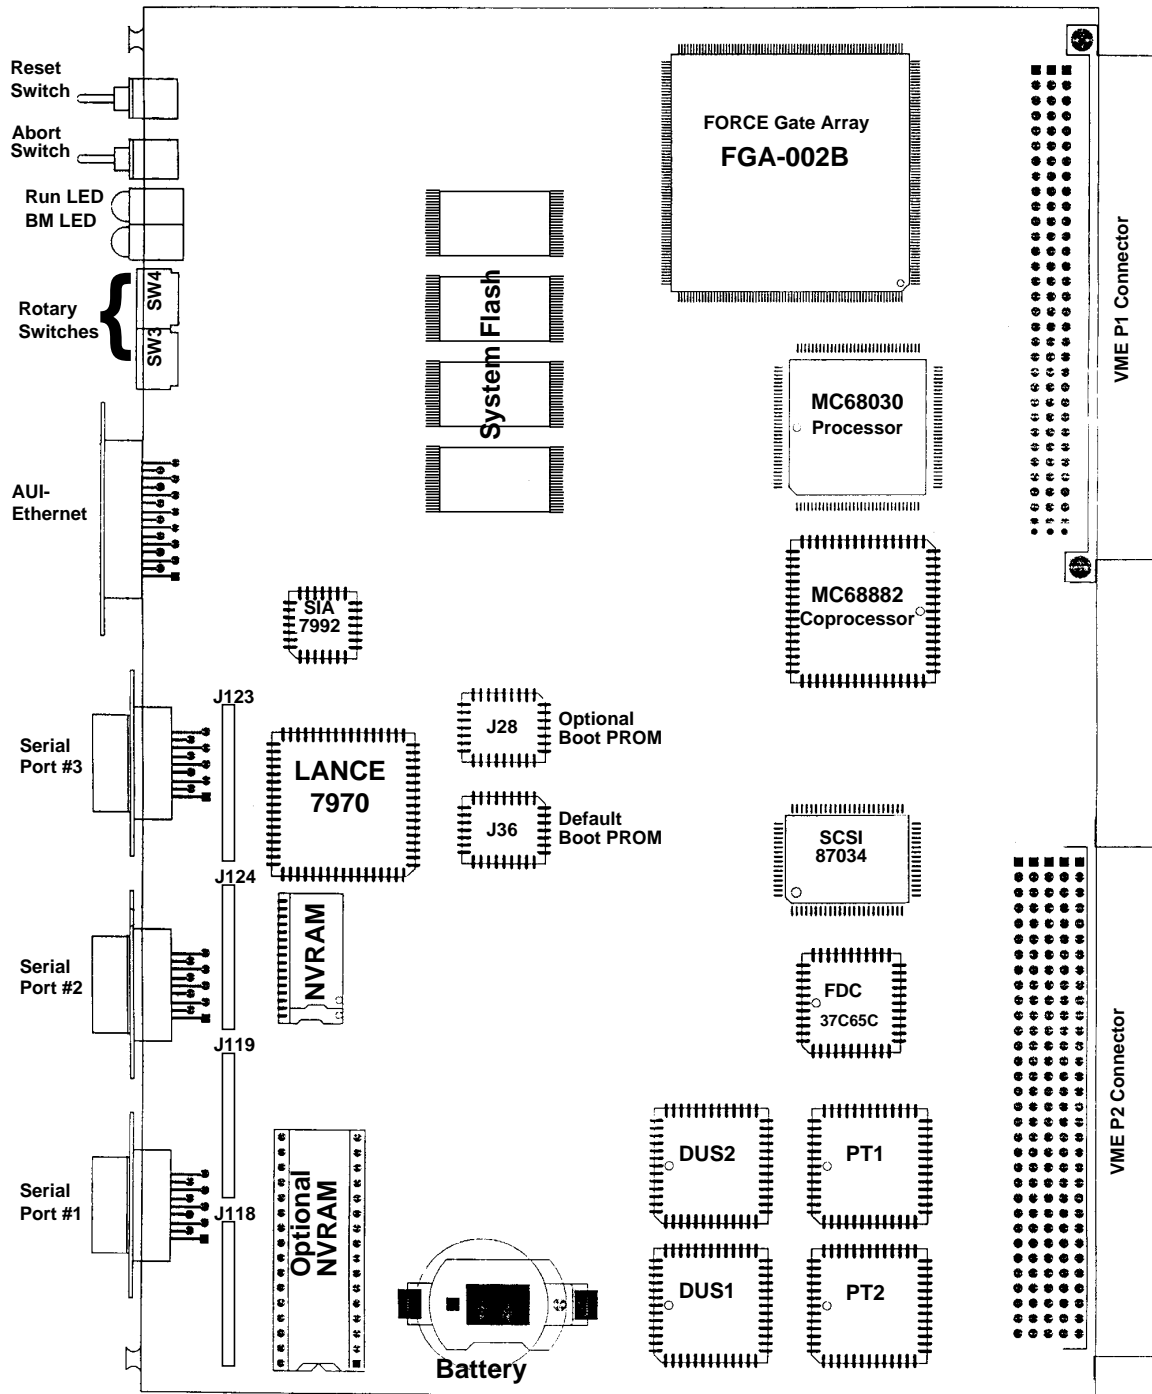 Reset
Switch
Abort
Switch
Run LED
BM LED
Rotary
Switches
SW4
SW3
AUI-
Ethernet
FORCE Gate Array
FGA-002B
System Flash
MC68030
Processor
MC68882
Coprocessor
VME P1 Connector
SIA
7992
J123
Serial
Port #3
LANCE
7970
J28
Optional
Boot PROM
J36
Default
Boot PROM
SCSI
87034
J124
Serial
Port #2
NVRAM
FDC
37C65C
VME P2 Connector
J119
Serial
Port #1
J118
Optional
NVRAM
Battery
DUS2
PT1
DUS1
PT2